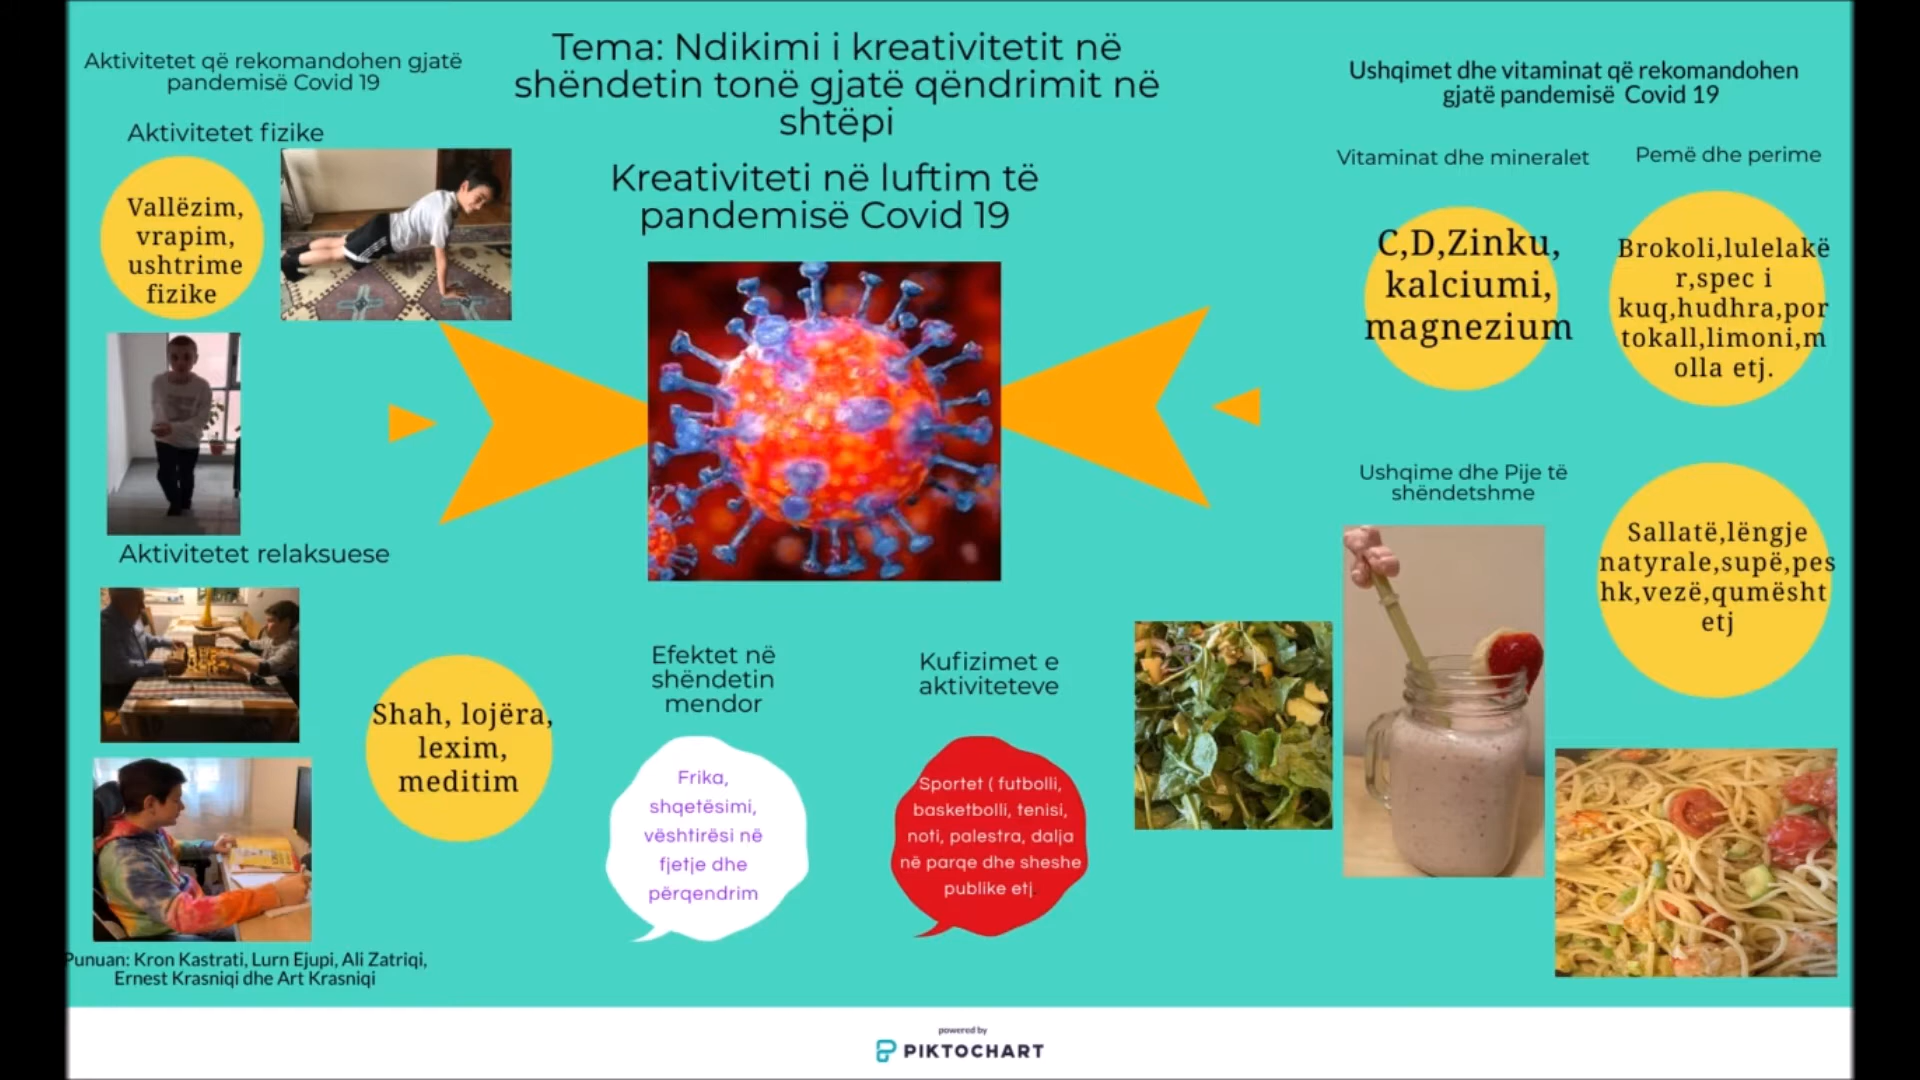 Tema: Ndikimi i kreativitetit në
shëndetin tonë gjatë qëndrimit në
shtëpi
Kreativiteti në luftim të
pandemisë Covid 19
Aktivitetet që rekomandohen gjatë
pandemisë Covid 19
Aktivitetet fizike
Vallëzim,
vrapim,
ushtrime
fizike
Aktivitetet relaksuese
Shah, lojëra,
lexim,
meditim
Punuan: Kron Kastrati, Lurn Ejupi, Ali Zatriqi,
Ernest Krasniqi dhe Art Krasniqi
Efektet në
shëndetin
mendor
Frika,
shqetësimi,
vështirësi në
fjetje dhe
përqendrim
Kufizimet e
aktiviteteve
Sportet ( futbolli,
basketbolli, tenisi,
noti, palestra, dalja
në parqe dhe sheshe
publike etj
Ushqimet dhe vitaminat që rekomandohen
gjatë pandemisë Covid 19
Vitaminat dhe mineralet
C,D,Zinku,
kalciumi,
magnezium
Pemë dhe perime
Brokoli,lulelakë
r,spec i
kuq,hudhra,por
tokall,limoni,m
olla etj.
Ushqime dhe Pije të
shëndetshme
Sallatë,lëngje
natyrale,supë,pes
hk,vezë,qumësht
etj
powered by
PIKTOCHART